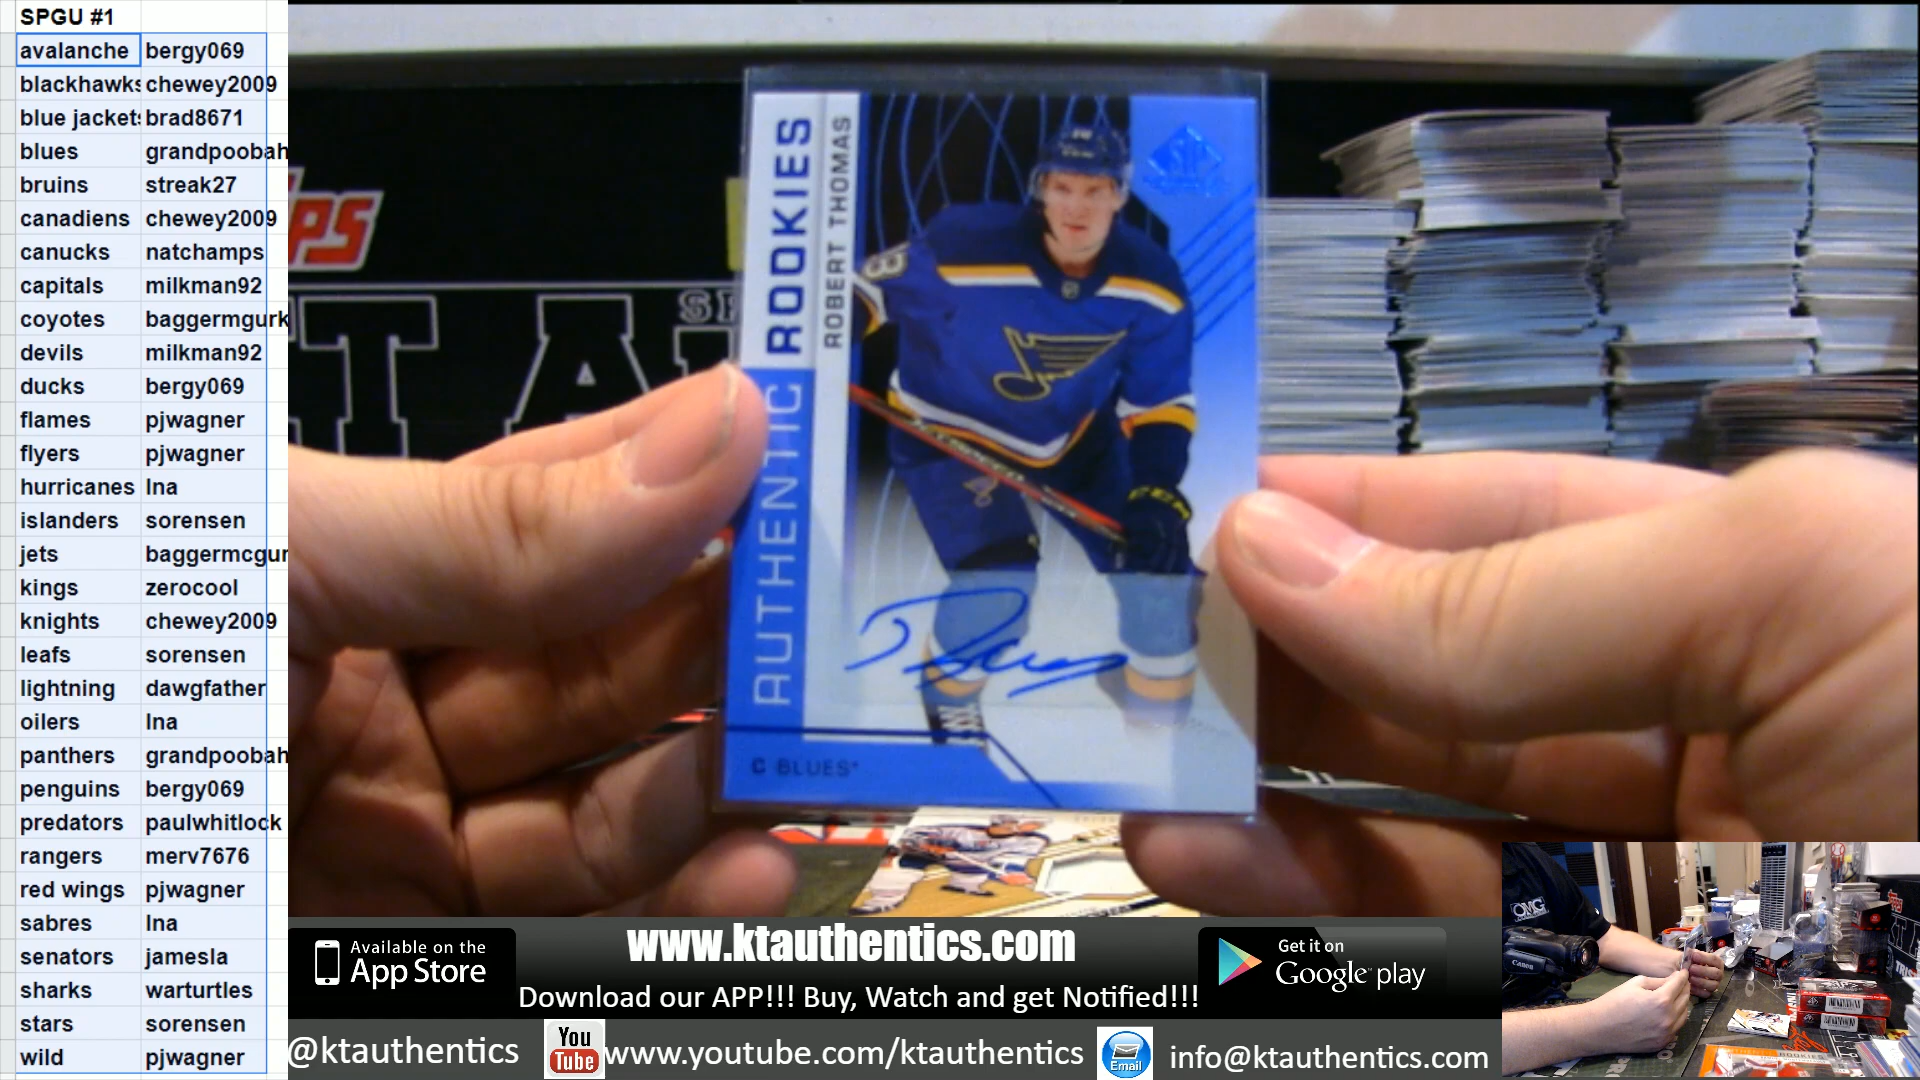 SPGU #1
avalanche bergy069
blackhawks chewey2009
blue jackets brad8671
blues grandpoobah
bruins streak27
canadiens chewey2009
canucks natchamps
capitals milkman92
coyotes baggermgurk
devils milkman92
ducks bergy069
flames pjwagner
flyers pjwagner
hurricanes lna
islanders sorensen
jets baggermcgur
kings zerocool
knights chewey2009
leafs sorensen
lightning dawgfather
oilers lna
panthers grandpoobah
penguins bergy069
predators paulwhitlock
rangers merv7676
red wings pjwagner
sabres lna
senators jamesla
sharks warturtles
stars sorensen
wild pjwagner
AUTHENTIC ROOKIES
ROBERT THOMAS
SP
CCM
C BLUES
Available on the
App Store
www.ktauthentics.com
Download our APP!!! Buy, Watch and get Notified!!!
Get it on
Google play
@ktauthentics
You
Tube
www.youtube.com/ktauthentics
Email
info@ktauthentics.com
OMG
Canon